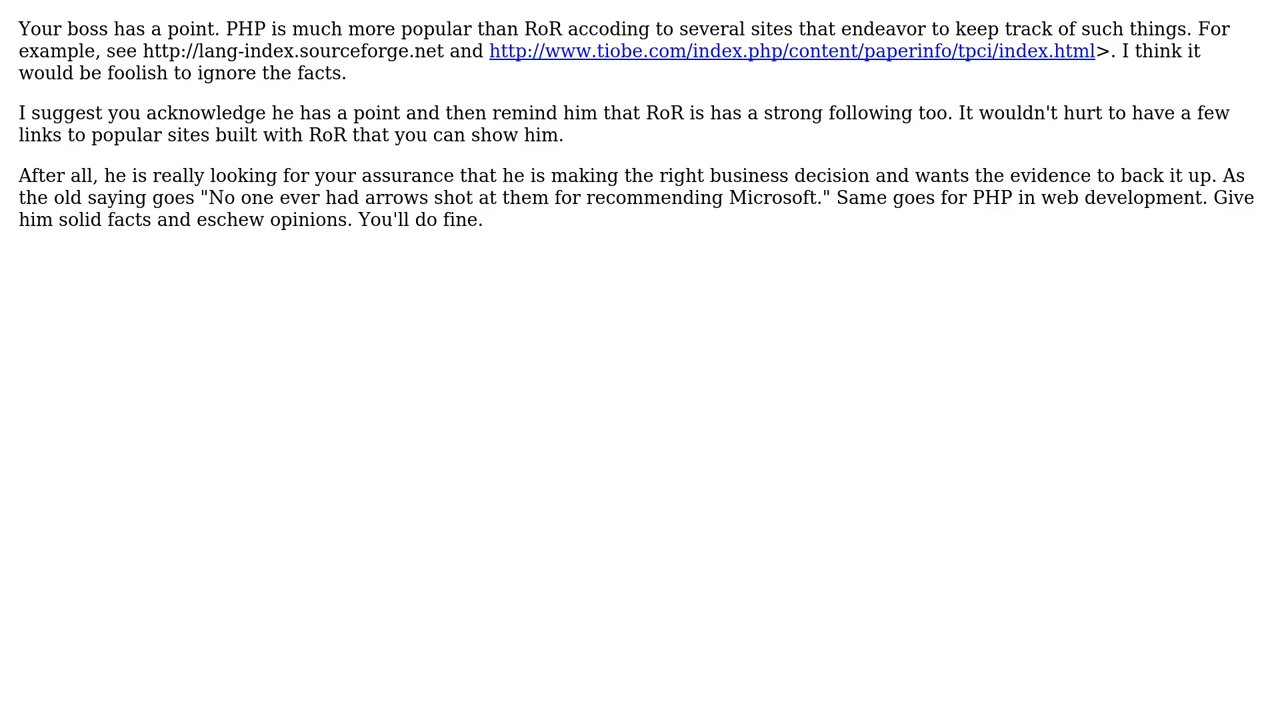 Your boss has a point. PHP is much more popular than RoR accoding to several sites that endeavor to keep track of such things. For
example, see http://lang-index.sourceforge.net and http://www.tiobe.com/index.php/content/paperinfo/tpci/index.html>. I think it
would be foolish to ignore the facts.
I suggest you acknowledge he has a point and then remind him that RoR is has a strong following too. It wouldn't hurt to have a few
links to popular sites built with RoR that you can show him.
After all, he is really looking for your assurance that he is making the right business decision and wants the evidence to back it up. As
the old saying goes "No one ever had arrows shot at them for recommending Microsoft." Same goes for PHP in web development. Give
him solid facts and eschew opinions. You'll do fine.